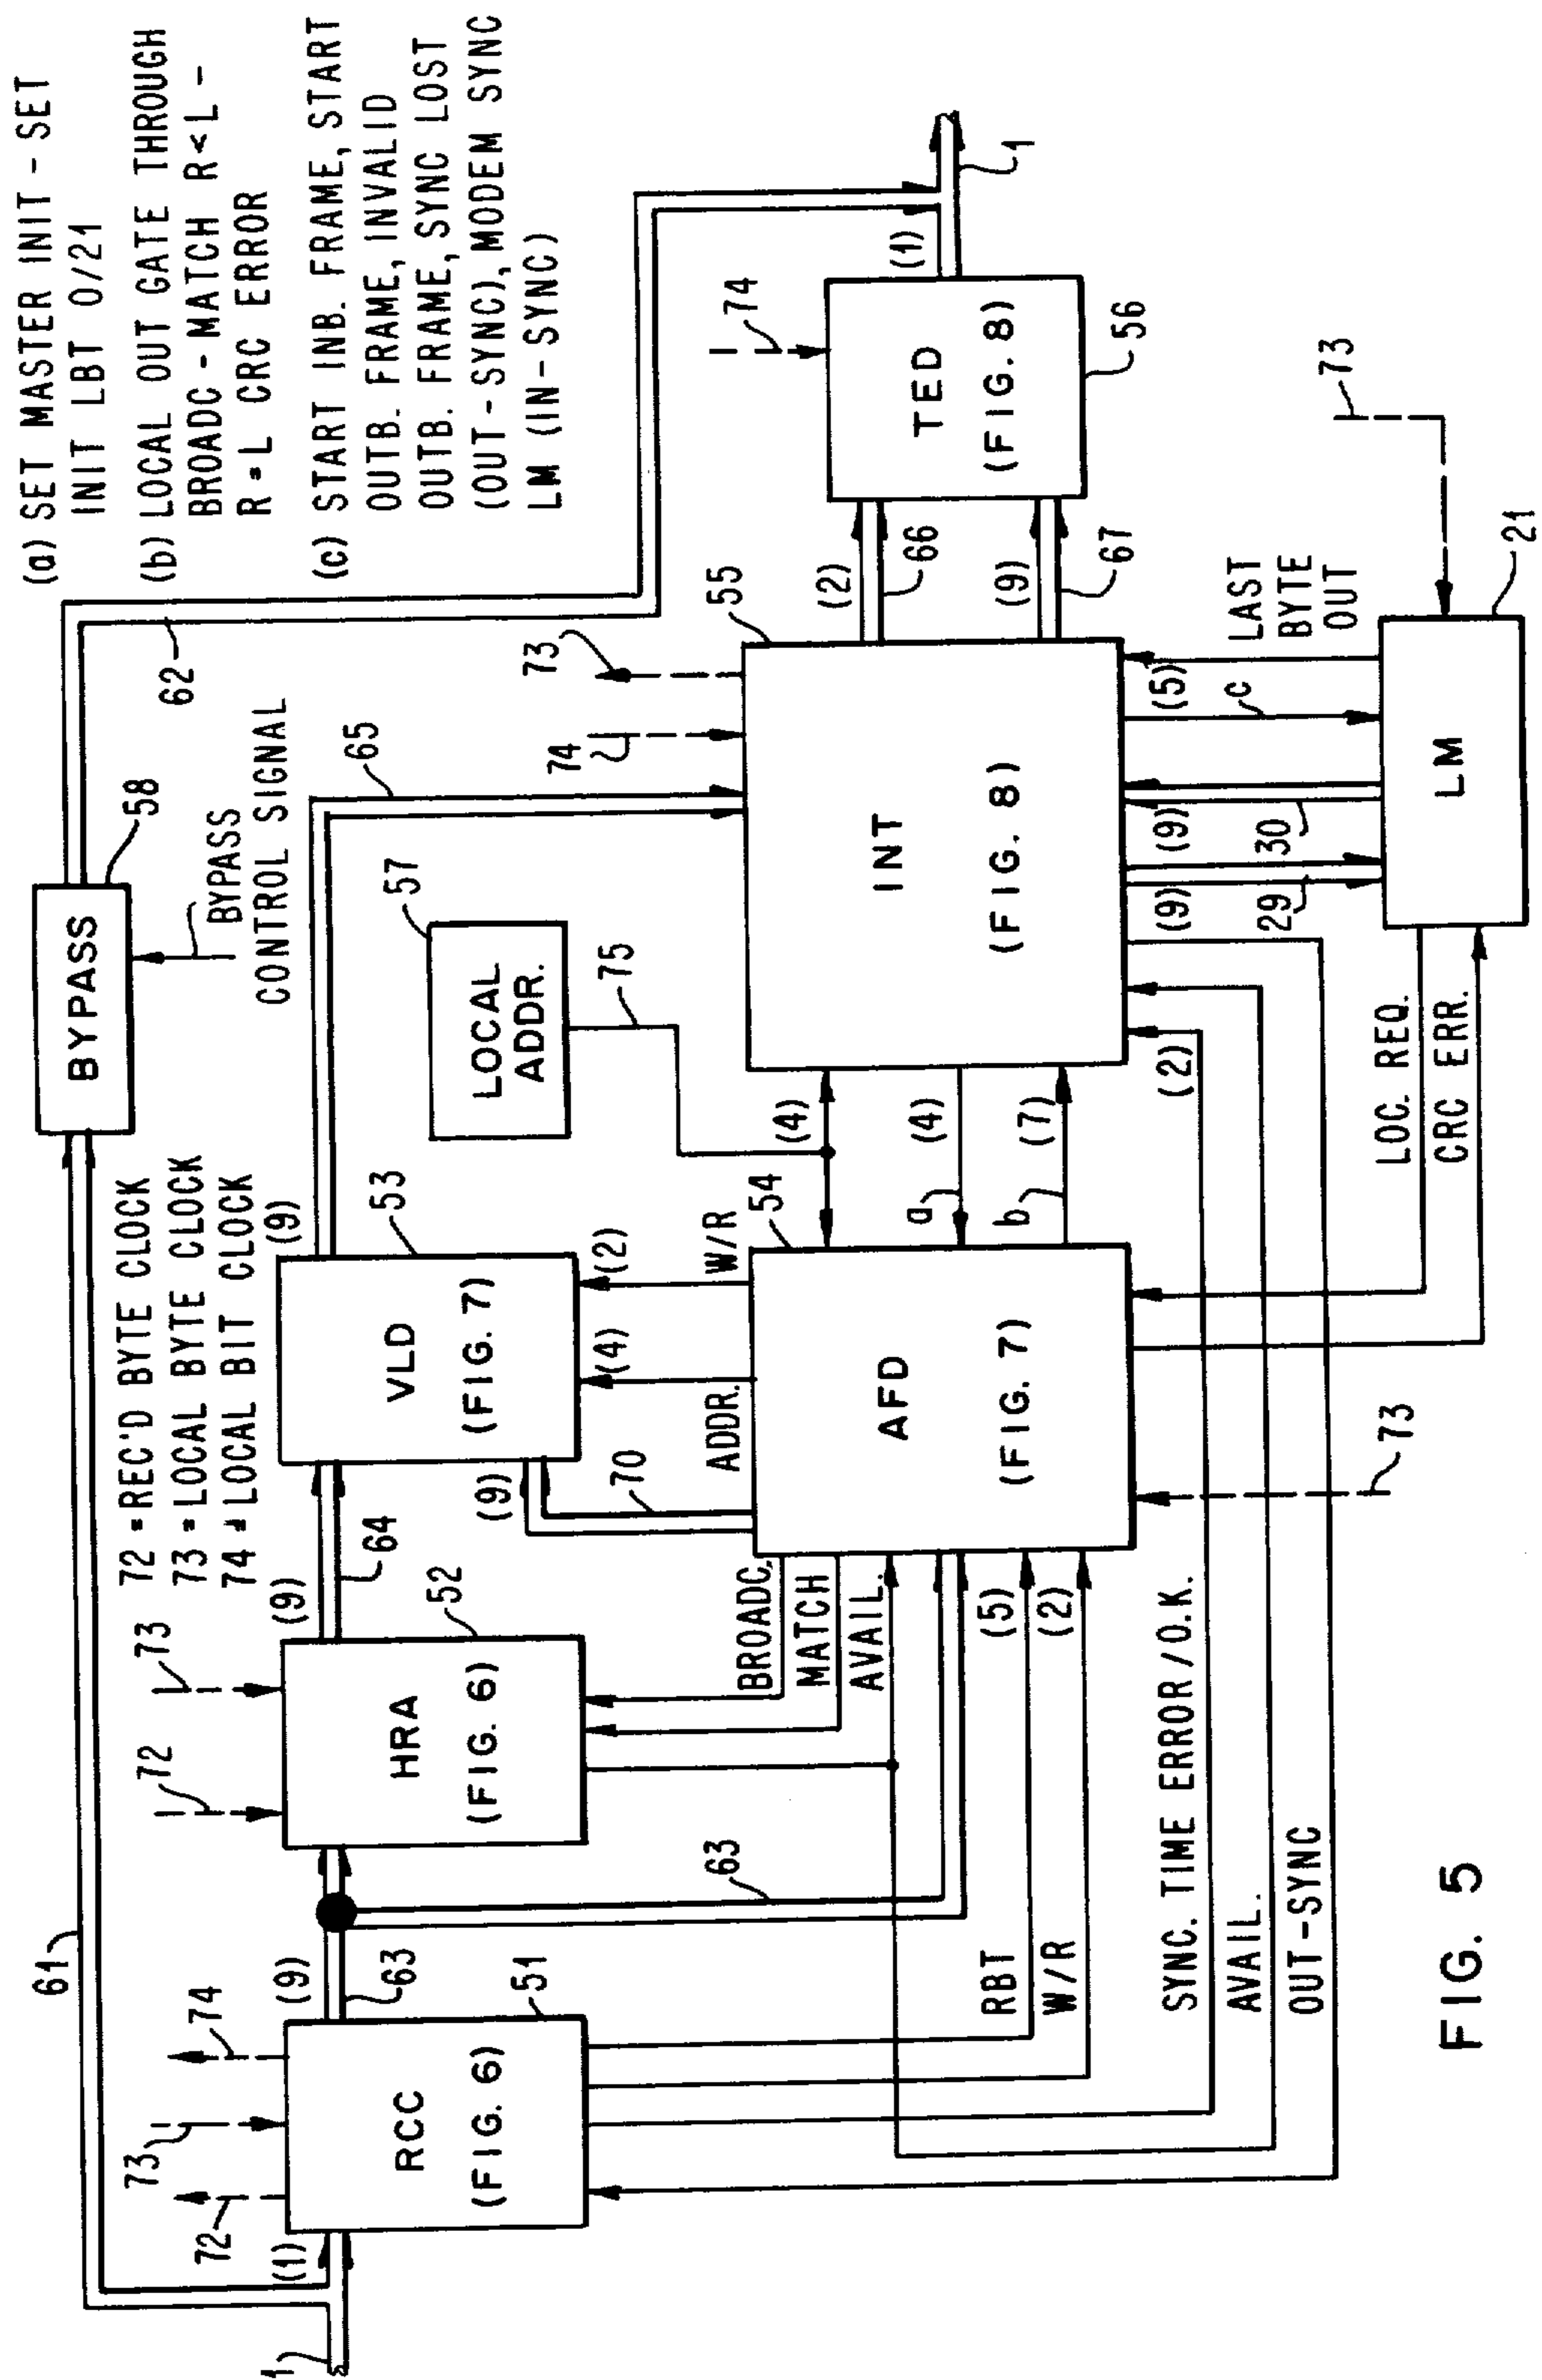 (a) SET MASTER INIT - SET
INIT LBT 0/21
(b) LOCAL OUT GATE THROUGH
BROADC - MATCH R<L -
R = L CRC ERROR
(c) START INB. FRAME, START
OUTB. FRAME, INVALID
OUTB. FRAME, SYNC LOST
(OUT-SYNC), MODEM SYNC
LM (IN-SYNC)
61
BYPASS
58
BYPASS
CONTROL SIGNAL
62
72 = REC'D BYTE CLOCK
73 = LOCAL BYTE CLOCK
74 = LOCAL BIT CLOCK
1
(1)
72
73
74
RCC
(FIG. 6)
51
(9)
63
72
73
HRA
(FIG. 6)
52
(9)
64
VLD
(FIG. 7)
53
(9)
65
LOCAL
ADDR.
57
75
74
73
55
INT
(FIG. 8)
(2)
66
(9)
67
74
TED
(FIG. 8)
56
(1)
1
63
BROADC.
MATCH
AVAIL.
(5)
(2)
RBT
W/R
(9)
70
ADDR.
(4)
(2)
W/R
54
AFD
(FIG. 7)
73
(4)
a
(4)
b
(7)
(2)
(9)
29
(9)
30
c
(5)
LAST
BYTE
OUT
73
LM
21
LOC. REQ.
CRC ERR.
SYNC. TIME ERROR / O.K.
AVAIL.
OUT-SYNC
FIG. 5